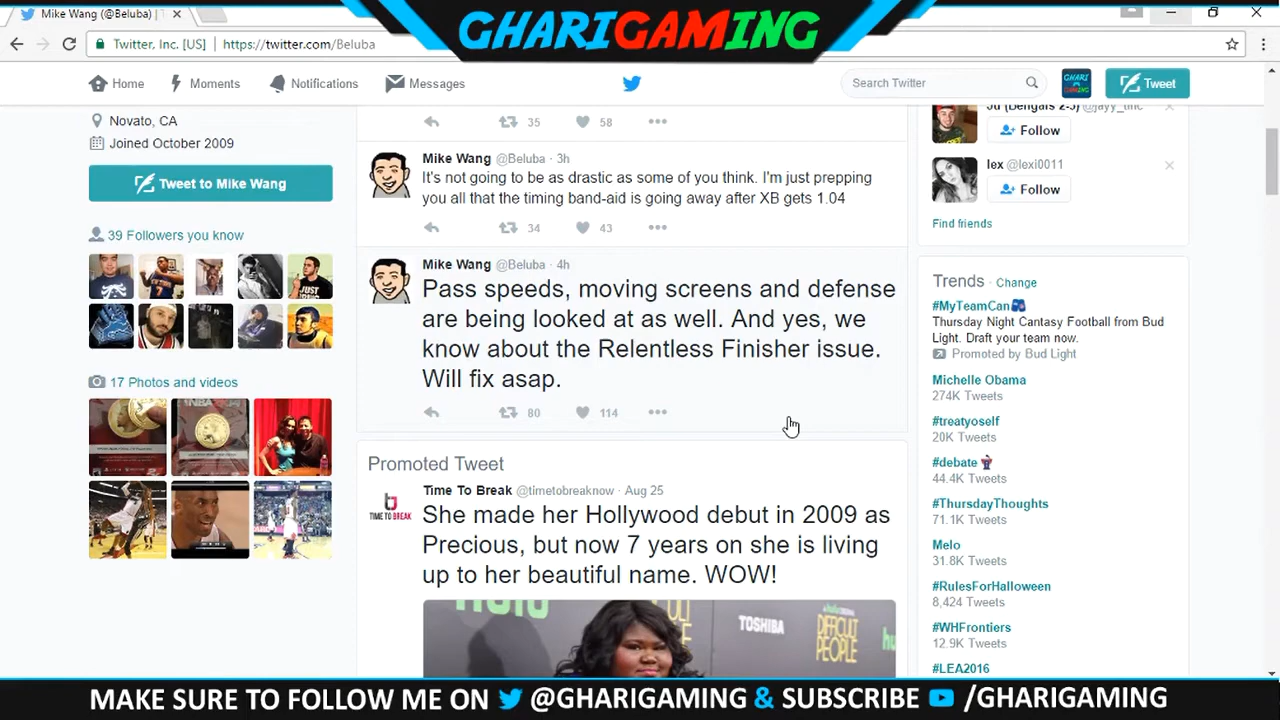 Mike Wang (@Beluba) | T
GHARIGAMING
Twitter, Inc. [US] https://twitter.com/Beluba
Home Moments Notifications Messages Search Twitter Tweet
Novato, CA
Joined October 2009
Tweet to Mike Wang
39 Followers you know
17 Photos and videos
35 58
Mike Wang @Beluba · 3h
It's not going to be as drastic as some of you think. I'm just prepping
you all that the timing band-aid is going away after XB gets 1.04
34 43
Mike Wang @Beluba · 4h
Pass speeds, moving screens and defense
are being looked at as well. And yes, we
know about the Relentless Finisher issue.
Will fix asap.
80 114
Promoted Tweet
Time To Break @timetobreaknow · Aug 25
TIME TO BREAK
She made her Hollywood debut in 2009 as
Precious, but now 7 years on she is living
up to her beautiful name. WOW!
hulu
TOSHIBA
DIFFICULT
PEOPLE
Follow
lex @lexi0011
Follow
Find friends
Trends · Change
#MyTeamCan
Thursday Night Cantasy Football from Bud
Light. Draft your team now.
Promoted by Bud Light
Michelle Obama
274K Tweets
#treatyoself
20K Tweets
#debate
44.4K Tweets
#ThursdayThoughts
71.1K Tweets
Melo
31.8K Tweets
#RulesForHalloween
8,424 Tweets
#WHFrontiers
12.9K Tweets
#LEA2016
MAKE SURE TO FOLLOW ME ON @GHARIGAMING & SUBSCRIBE /GHARIGAMING